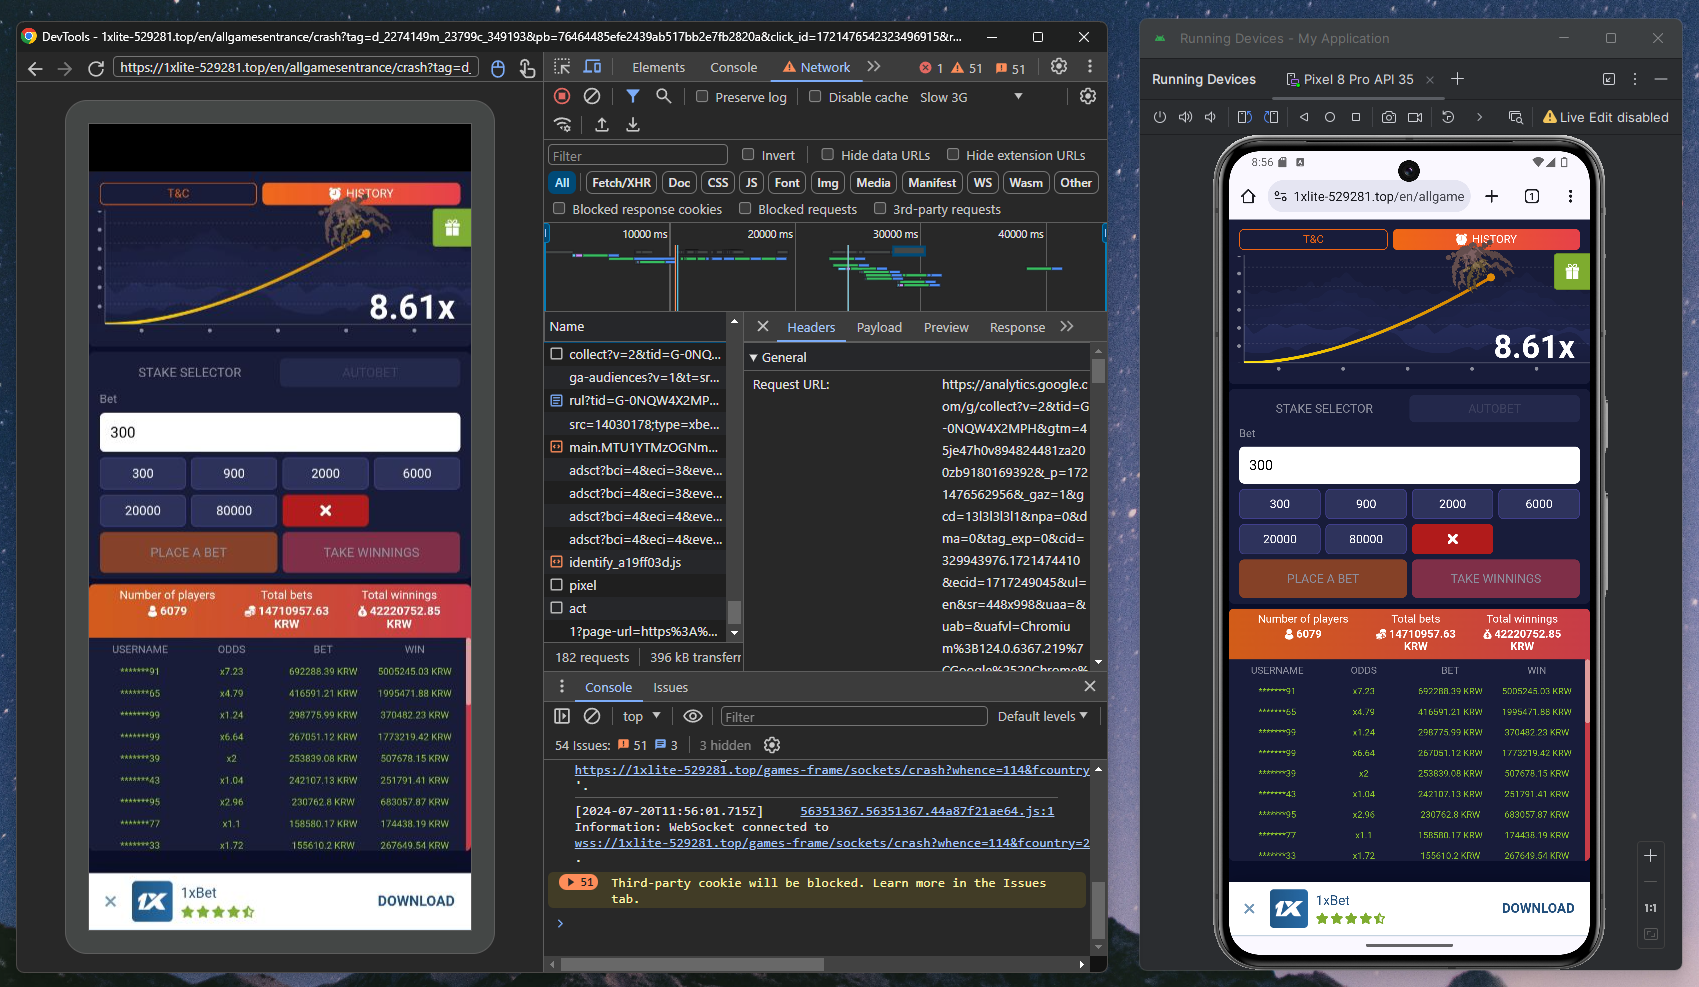 DevTools - 1xlite-529281.top/en/allgamesentrance/crash?tag=d_2274149m_23799c_349193&pb=76464485efe2439ab517bb2e7fb2820a&click_id=1721476542323496915&r...
https://1xlite-529281.top/en/allgamesentrance/crash?tag=d_
T&C
HISTORY
8.61x
STAKE SELECTOR
AUTOBET
Bet
300
300
900
2000
6000
20000
80000
PLACE A BET
TAKE WINNINGS
Number of players
Total bets
Total winnings
6079
14710957.63 KRW
42220752.85 KRW
USERNAME ODDS BET WIN
*******91 x7.23 692288.39 KRW 5005245.03 KRW
*******65 x4.79 416591.21 KRW 1995471.88 KRW
*******99 x1.24 298775.99 KRW 370482.23 KRW
*******99 x6.64 267051.12 KRW 1773219.42 KRW
*******39 x2 253839.08 KRW 507678.15 KRW
*******43 x1.04 242107.13 KRW 251791.41 KRW
*******95 x2.96 230762.8 KRW 683057.87 KRW
*******77 x1.1 158580.17 KRW 174438.19 KRW
*******33 x1.72 155610.2 KRW 267649.54 KRW
1X
1xBet
DOWNLOAD
Elements
Console
Network
1
51
51
Preserve log
Disable cache
Slow 3G
Filter
Invert
Hide data URLs
Hide extension URLs
All
Fetch/XHR
Doc
CSS
JS
Font
Img
Media
Manifest
WS
Wasm
Other
Blocked response cookies
Blocked requests
3rd-party requests
10000 ms
20000 ms
30000 ms
40000 ms
Name
collect?v=2&tid=G-0NQ...
ga-audiences?v=1&t=sr...
rul?tid=G-0NQW4X2MP...
src=14030178;type=xbe...
main.MTU1YTMzOGNm...
adsct?bci=4&eci=3&eve...
adsct?bci=4&eci=3&eve...
adsct?bci=4&eci=4&eve...
adsct?bci=4&eci=4&eve...
identify_a19ff03d.js
pixel
act
1?page-url=https%3A%...
182 requests
396 kB transferr
Headers
Payload
Preview
Response
General
Request URL:
https://analytics.google.c
om/g/collect?v=2&tid=G
-0NQW4X2MPH&gtm=4
5je47h0v894824481za20
0zb9180169392&_p=172
1476562956&_gaz=1&g
cd=13l3l3l3l1&npa=0&d
ma=0&tag_exp=0&cid=
329943976.1721474410
&ecid=1717249045&ul=
en&sr=448x998&uaa=&
uab=&uafvl=Chromiu
m%3B124.0.6367.219%7
CGoogle%2520Chrome%
Console
Issues
top
Filter
Default levels
54 Issues:
51
3
3 hidden
https://1xlite-529281.top/games-frame/sockets/crash?whence=114&fcountry
'.
[2024-07-20T11:56:01.715Z]
56351367.56351367.44a87f21ae64.js:1
Information: WebSocket connected to
wss://1xlite-529281.top/games-frame/sockets/crash?whence=114&fcountry=2
.
51
Third-party cookie will be blocked. Learn more in the Issues
tab.
Running Devices - My Application
Running Devices
Pixel 8 Pro API 35
Live Edit disabled
8:56
1xlite-529281.top/en/allgame
1
T&C
HISTORY
8.61x
STAKE SELECTOR
AUTOBET
Bet
300
300
900
2000
6000
20000
80000
PLACE A BET
TAKE WINNINGS
Number of players
Total bets
Total winnings
6079
14710957.63 KRW
42220752.85 KRW
USERNAME ODDS BET WIN
*******91 x7.23 692288.39 KRW 5005245.03 KRW
*******65 x4.79 416591.21 KRW 1995471.88 KRW
*******99 x1.24 298775.99 KRW 370482.23 KRW
*******99 x6.64 267051.12 KRW 1773219.42 KRW
*******39 x2 253839.08 KRW 507678.15 KRW
*******43 x1.04 242107.13 KRW 251791.41 KRW
*******95 x2.96 230762.8 KRW 683057.87 KRW
*******77 x1.1 158580.17 KRW 174438.19 KRW
*******33 x1.72 155610.2 KRW 267649.54 KRW
1X
1xBet
DOWNLOAD
1:1